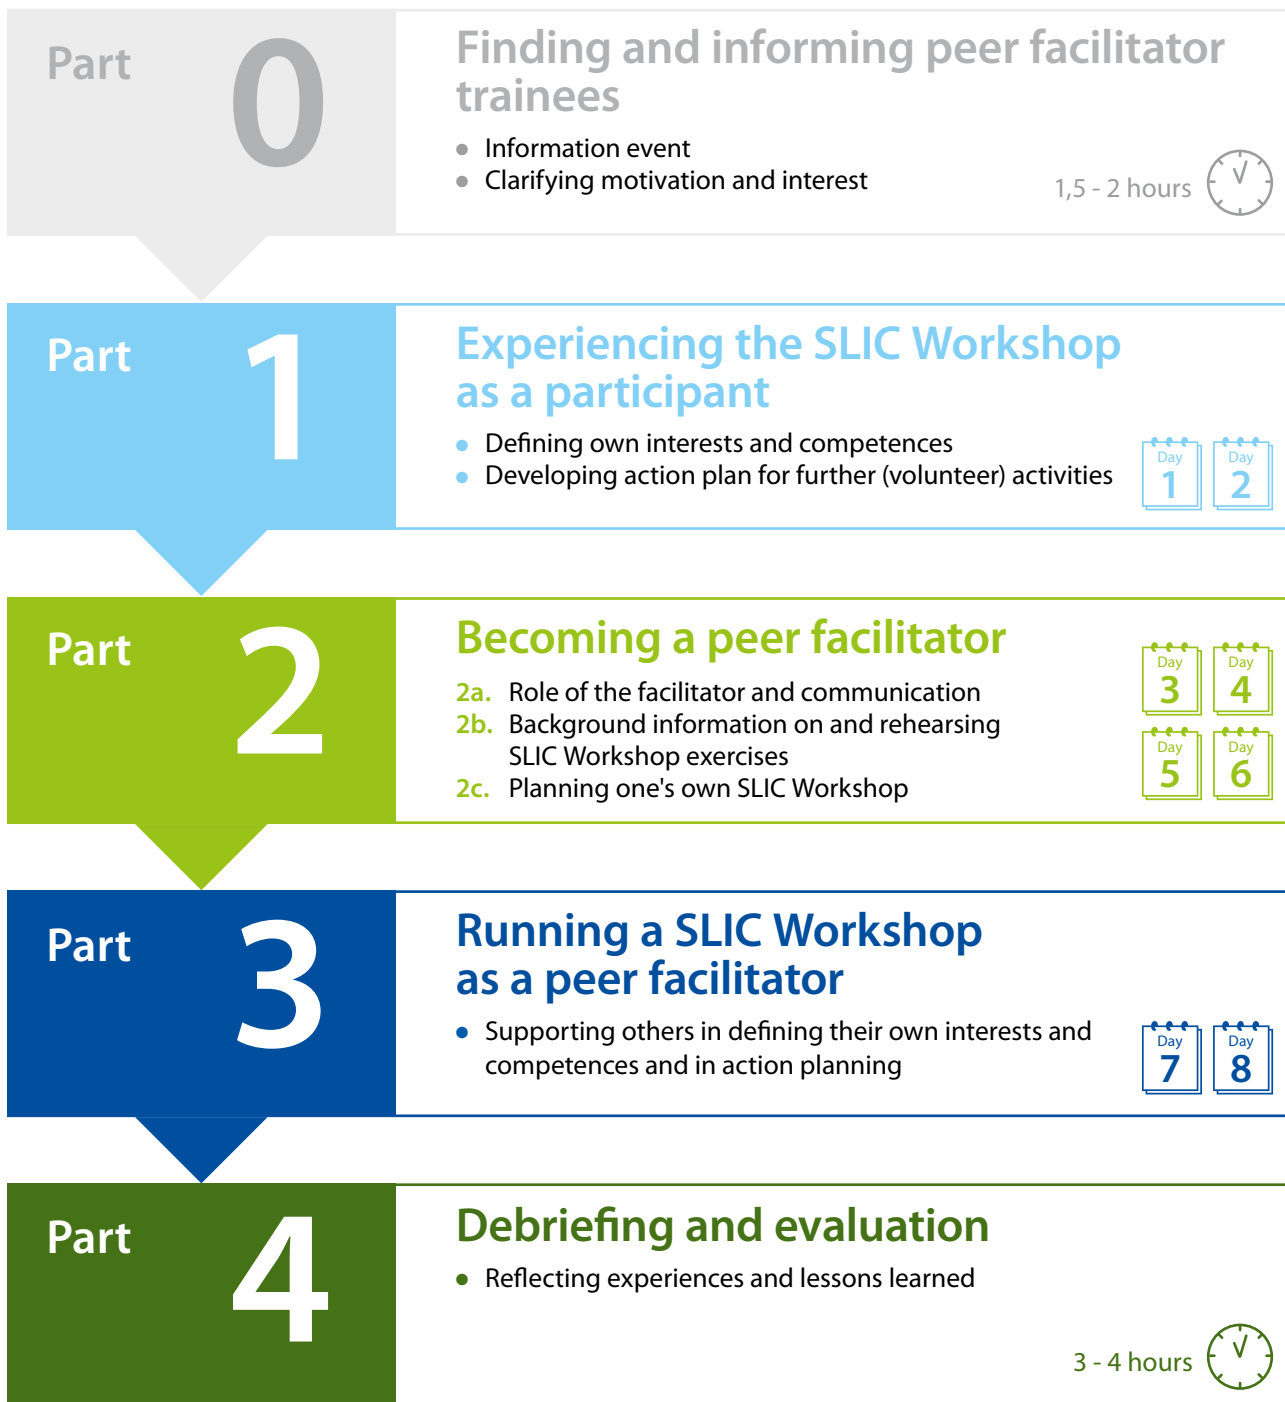 Part 0
Finding and informing peer facilitator
trainees
● Information event
● Clarifying motivation and interest
1,5 - 2 hours
Part 1
Experiencing the SLIC Workshop
as a participant
● Defining own interests and competences
● Developing action plan for further (volunteer) activities
Day 1
Day 2
Part 2
Becoming a peer facilitator
2a. Role of the facilitator and communication
2b. Background information on and rehearsing
SLIC Workshop exercises
2c. Planning one's own SLIC Workshop
Day 3
Day 4
Day 5
Day 6
Part 3
Running a SLIC Workshop
as a peer facilitator
● Supporting others in defining their own interests and
competences and in action planning
Day 7
Day 8
Part 4
Debriefing and evaluation
● Reflecting experiences and lessons learned
3 - 4 hours